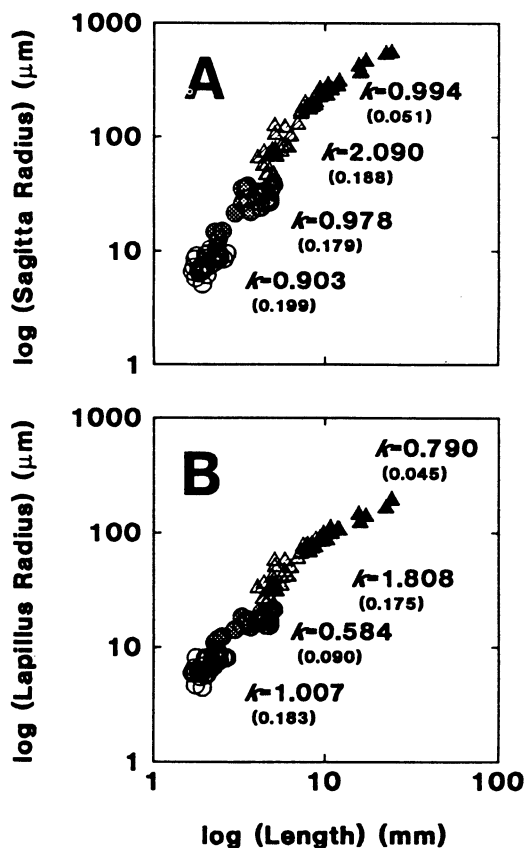 1000
A
k=0.994
(0.051)
100
k=2.090
(0.188)
k=0.978
(0.179)
10
k=0.903
(0.199)
1
log (Sagitta Radius) (μm)
1000
B
k=0.790
(0.045)
100
k=1.808
(0.175)
k=0.584
(0.090)
10
k=1.007
(0.183)
1
log (Lapillus Radius) (μm)
1 10 100
log (Length) (mm)